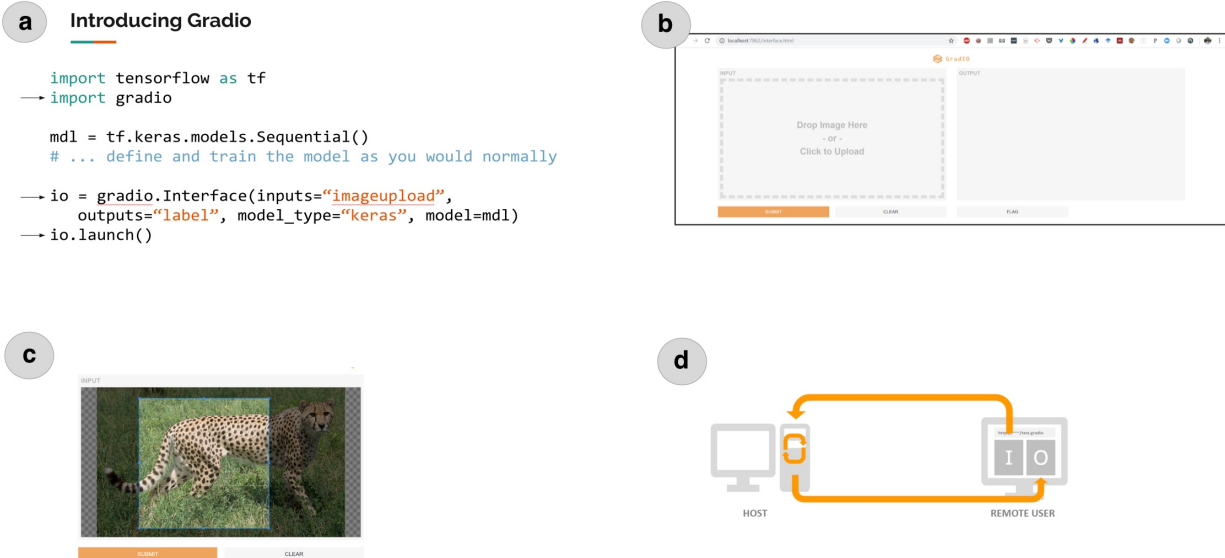 a
Introducing Gradio
import tensorflow as tf
import gradio
mdl = tf.keras.models.Sequential()
# ... define and train the model as you would normally
io = gradio.Interface(inputs=“imageupload”,
outputs=“label”, model_type=“keras”, model=mdl)
io.launch()
b
GradIO
INPUT
OUTPUT
Drop Image Here
- or -
Click to Upload
SUBMIT
CLEAR
FLAG
c
INPUT
SUBMIT
CLEAR
d
I O
HOST
REMOTE USER